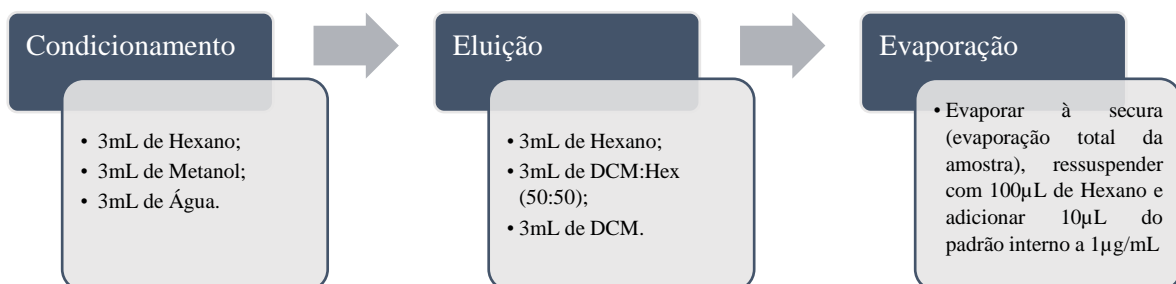 Condicionamento
• 3mL de Hexano;
• 3mL de Metanol;
• 3mL de Água.
Eluição
• 3mL de Hexano;
• 3mL de DCM:Hex
(50:50);
• 3mL de DCM.
Evaporação
• Evaporar à secura
(evaporação total da
amostra), ressuspender
com 100µL de Hexano e
adicionar 10µL do
padrão interno a 1µg/mL